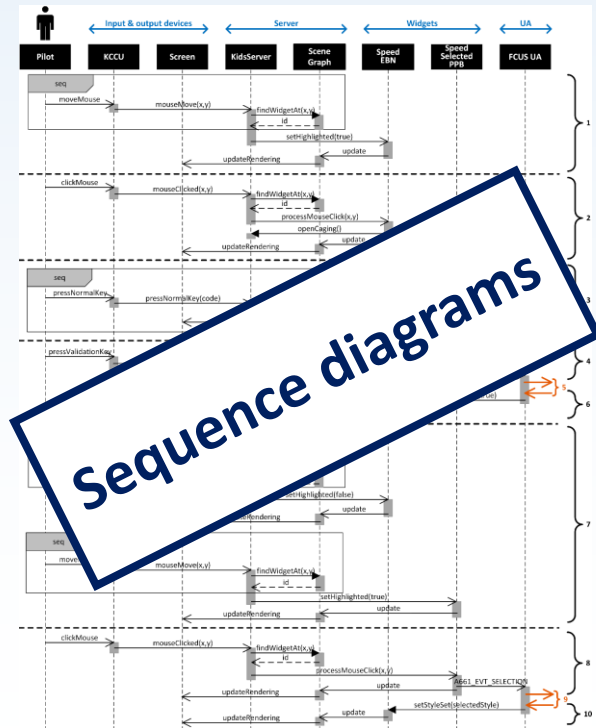 Input & output devices
Server
Widgets
UA
Pilot
KCCU
Screen
KidsServer
Scene
Graph
Speed
EBN
Speed
Selected
PPB
FCUS UA
seq
moveMouse
mouseMove(x,y)
findWidgetAt(x,y)
id
setHighlighted(true)
update
updateRendering
1
clickMouse
mouseClicked(x,y)
findWidgetAt(x,y)
id
processMouseClick(x,y)
openCaging()
update
updateRendering
2
seq
pressNormalKey
pressNormalKey(code)
3
pressValidationKey
4
5
6
Sequence diagrams
setHighlighted(false)
update
7
seq
mouseMove(x,y)
findWidgetAt(x,y)
id
setHighlighted(true)
update
updateRendering
clickMouse
mouseClicked(x,y)
findWidgetAt(x,y)
id
processMouseClick(x,y)
A661_EVT_SELECTION
update
updateRendering
8
9
setStyleSet(selectedStyle)
update
updateRendering
10